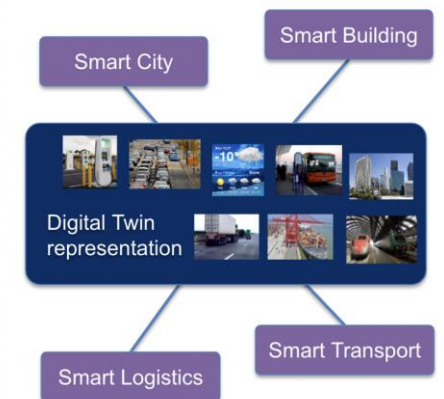 Smart Building
Smart City
-10°
Digital Twin
representation
Smart Transport
Smart Logistics